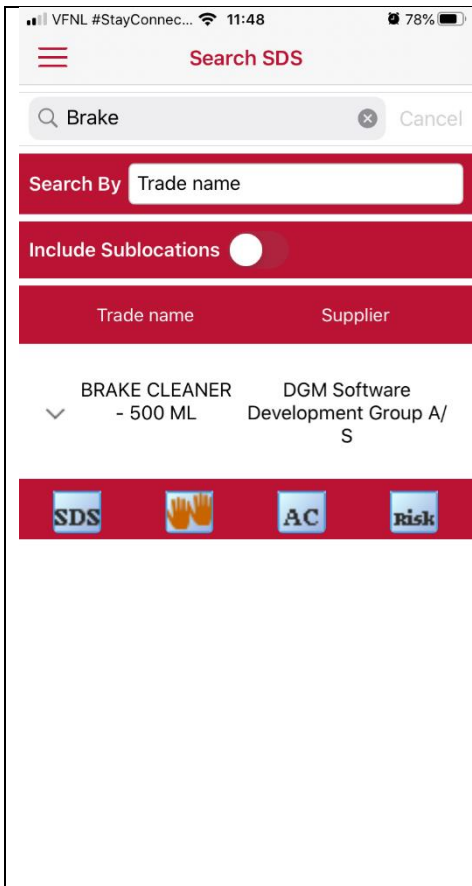 VFNL #StayConnec... 11:48 78%
Search SDS
Brake Cancel
Search By Trade name
Include Sublocations
Trade name Supplier
BRAKE CLEANER DGM Software
- 500 ML Development Group A/
S
SDS AC Risk